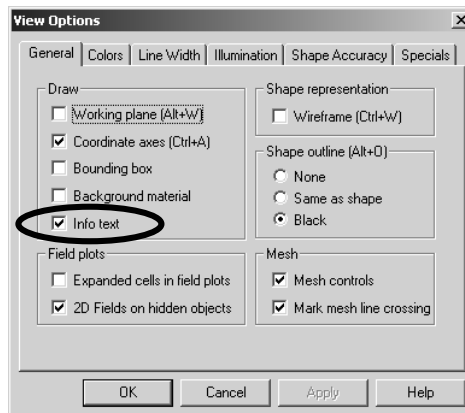 View Options
General Colors Line Width Illumination Shape Accuracy Specials
Draw
Working plane (Alt+W)
Coordinate axes (Ctrl+A)
Bounding box
Background material
Info text
Shape representation
Wireframe (Ctrl+W)
Shape outline (Alt+O)
None
Same as shape
Black
Field plots
Expanded cells in field plots
2D Fields on hidden objects
Mesh
Mesh controls
Mark mesh line crossing
OK Cancel Apply Help